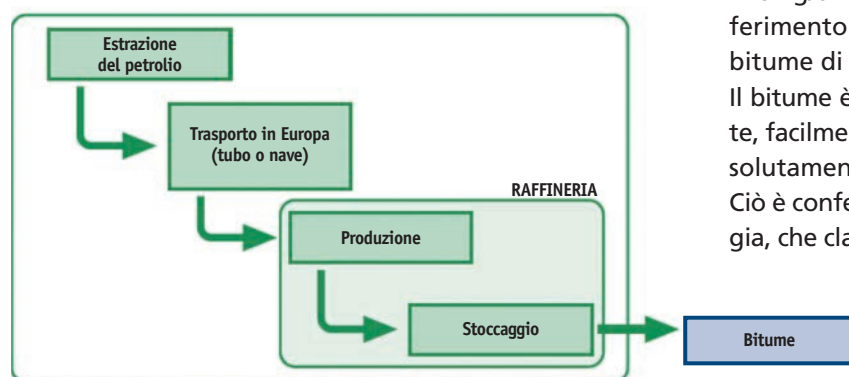 Estrazione
del petrolio
Trasporto in Europa
(tubo o nave)
RAFFINERIA
Produzione
Stoccaggio
Bitume
ferimento
bitume di
Il bitume è
te, facilme
solutamen
Ciò è confe
gia, che cla